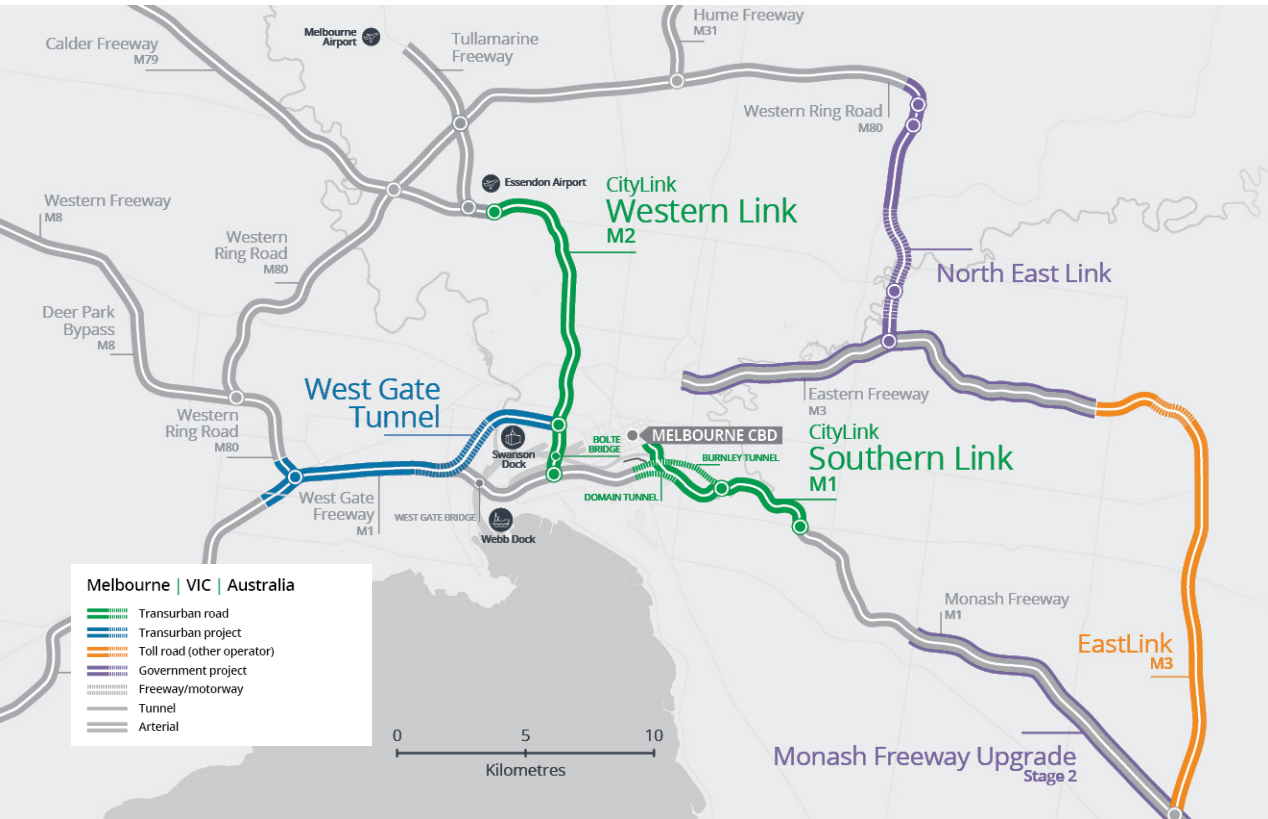 Hume Freeway
M31
Melbourne
Airport
Tullamarine
Freeway
Calder Freeway
M79
Western Ring Road
M80
Essendon Airport
CityLink
Western Link
M2
Western Freeway
M8
Western
Ring Road
M80
North East Link
Deer Park
Bypass
M8
West Gate
Tunnel
Eastern Freeway
M3
Western
Ring Road
M80
Swanson
Dock
BOLTE
BRIDGE
MELBOURNE CBD
CityLink
Southern Link
M1
BURNLEY TUNNEL
DOMAIN TUNNEL
West Gate
Freeway
M1
WEST GATE BRIDGE
Webb Dock
Melbourne | VIC | Australia
Transurban road
Transurban project
Toll road (other operator)
Government project
Freeway/motorway
Tunnel
Arterial
Monash Freeway
M1
EastLink
M3
0 5 10
Kilometres
Monash Freeway Upgrade
Stage 2